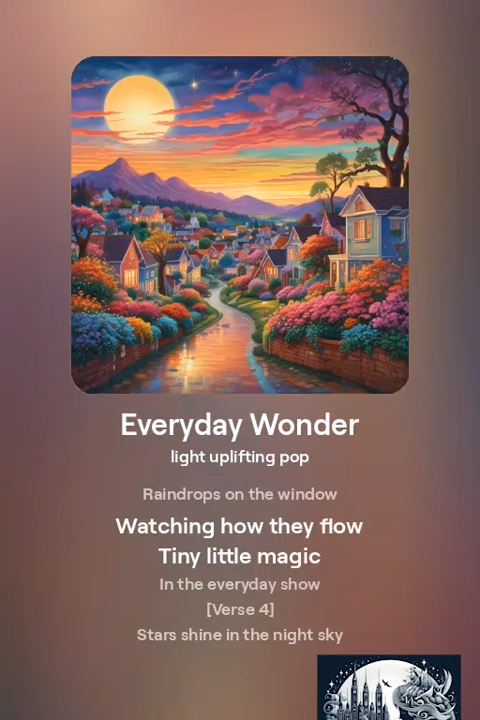 Everyday Wonder
light uplifting pop
Raindrops on the window
Watching how they flow
Tiny little magic
In the everyday show
[Verse 4]
Stars shine in the night sky